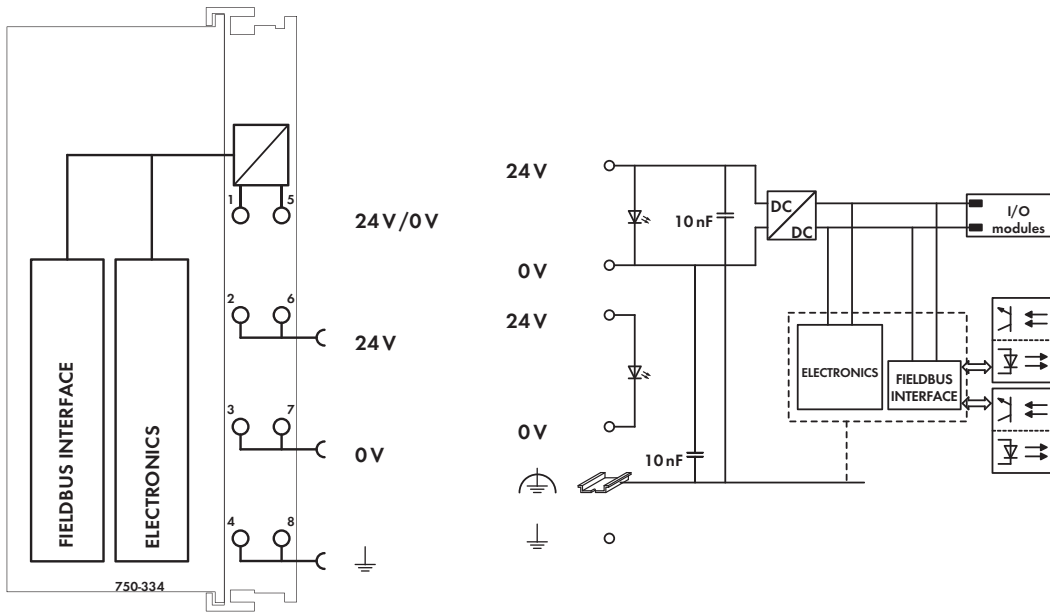 1 5
24 V/0 V
2 6
24 V
3 7
0 V
4 8
FIELDBUS INTERFACE
ELECTRONICS
750-334
24 V
10 nF
DC
DC
I/O
modules
0 V
24 V
ELECTRONICS
FIELDBUS
INTERFACE
0 V
10 nF